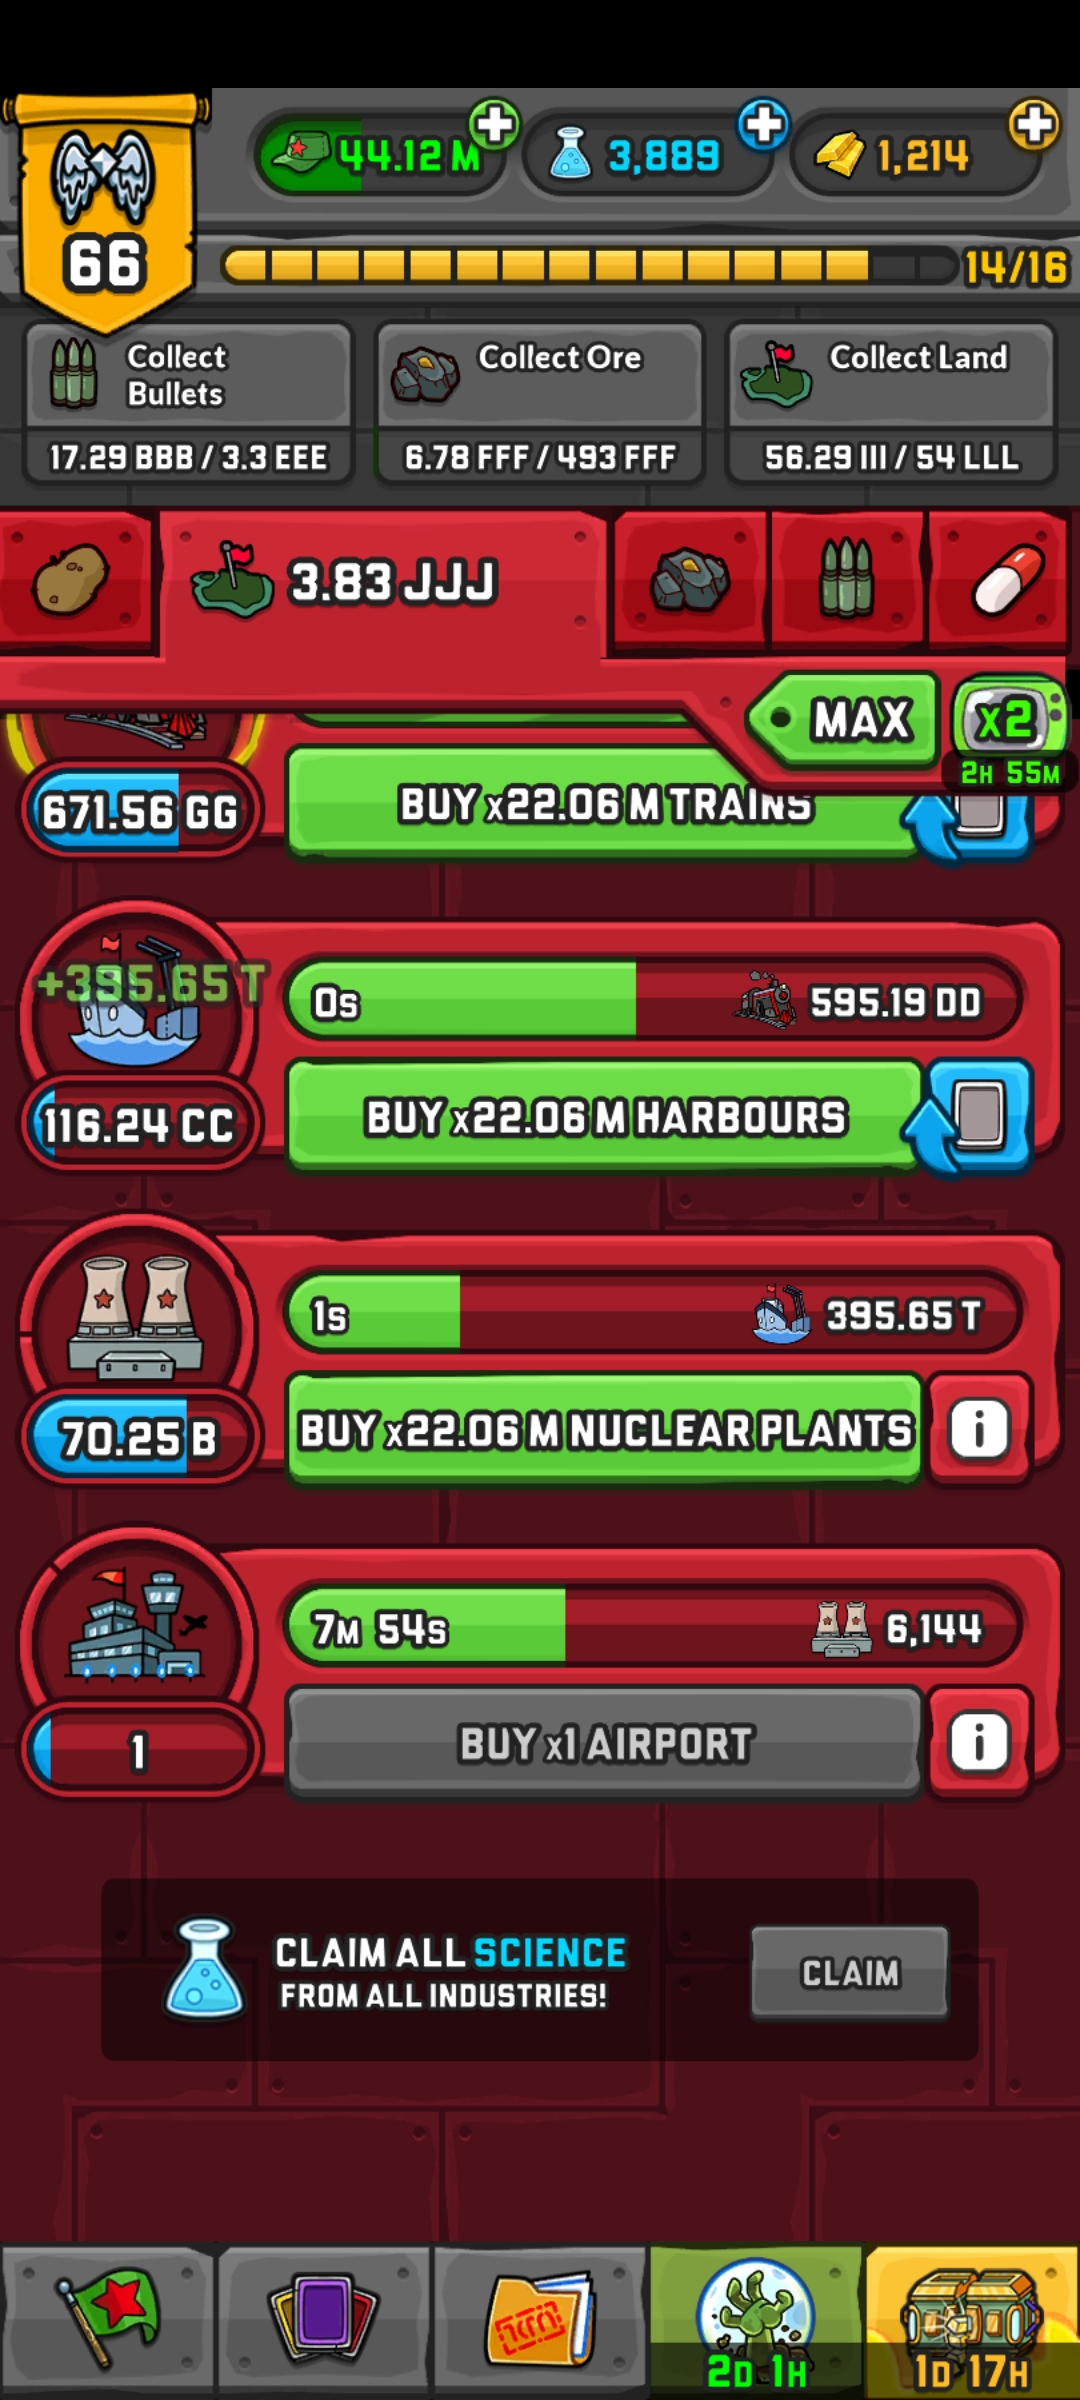 44.12 M
3,889
1,214
66
14/16
Collect
Bullets
Collect Ore
Collect Land
17.29 BBB / 3.3 EEE
6.78 FFF / 493 FFF
56.29 III / 54 LLL
3.83 JJJ
MAX
x2
2H 55M
671.56 GG
BUY x22.06 M TRAINS
+395.65 T
0s
595.19 DD
116.24 CC
BUY x22.06 M HARBOURS
1s
395.65 T
70.25 B
BUY x22.06 M NUCLEAR PLANTS
i
7M 54s
6,144
1
BUY x1 AIRPORT
i
CLAIM ALL SCIENCE
FROM ALL INDUSTRIES!
CLAIM
2D 1H
1D 17H